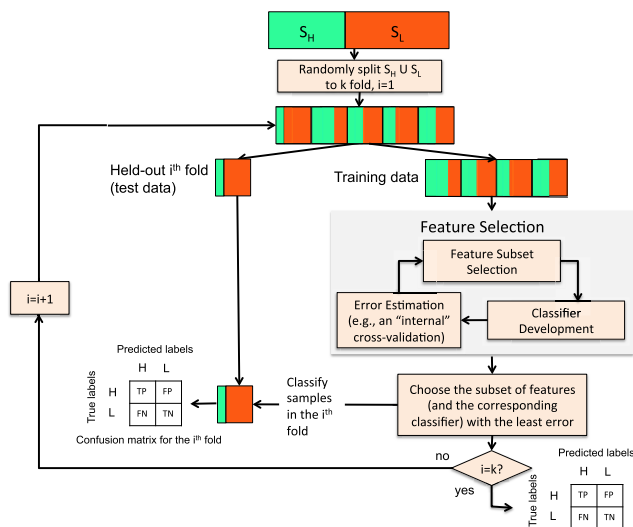 S_H S_L
Randomly split S_H U S_L
to k fold, i=1
Held-out i^th fold
(test data)
Training data
Feature Selection
Feature Subset
Selection
Error Estimation
(e.g., an “internal”
cross-validation)
Classifier
Development
i=i+1
Predicted labels
H L
True labels
H TP FP
L FN TN
Confusion matrix for the i^th fold
Classify
samples
in the i^th
fold
Choose the subset of features
(and the corresponding
classifier) with the least error
no
i=k?
yes
Predicted labels
H L
True labels
H TP FP
L FN TN